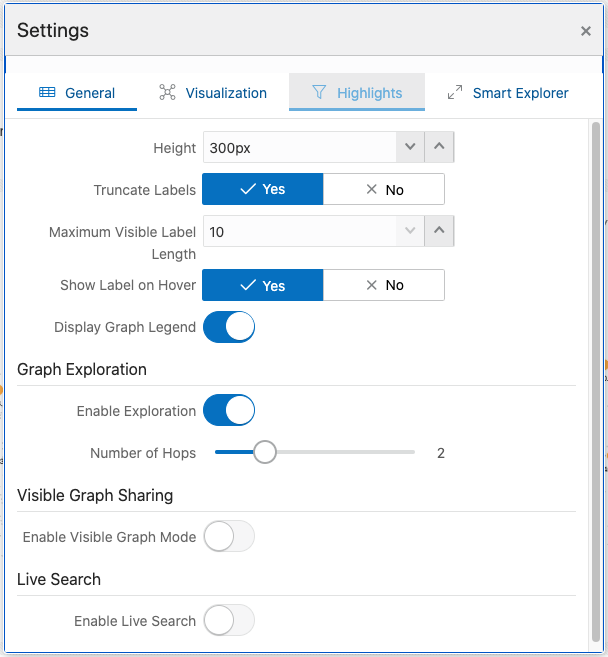 Settings
General Visualization Highlights Smart Explorer
Height 300px
Truncate Labels Yes No
Maximum Visible Label
Length
10
Show Label on Hover Yes No
Display Graph Legend
Graph Exploration
Enable Exploration
Number of Hops 2
Visible Graph Sharing
Enable Visible Graph Mode
Live Search
Enable Live Search